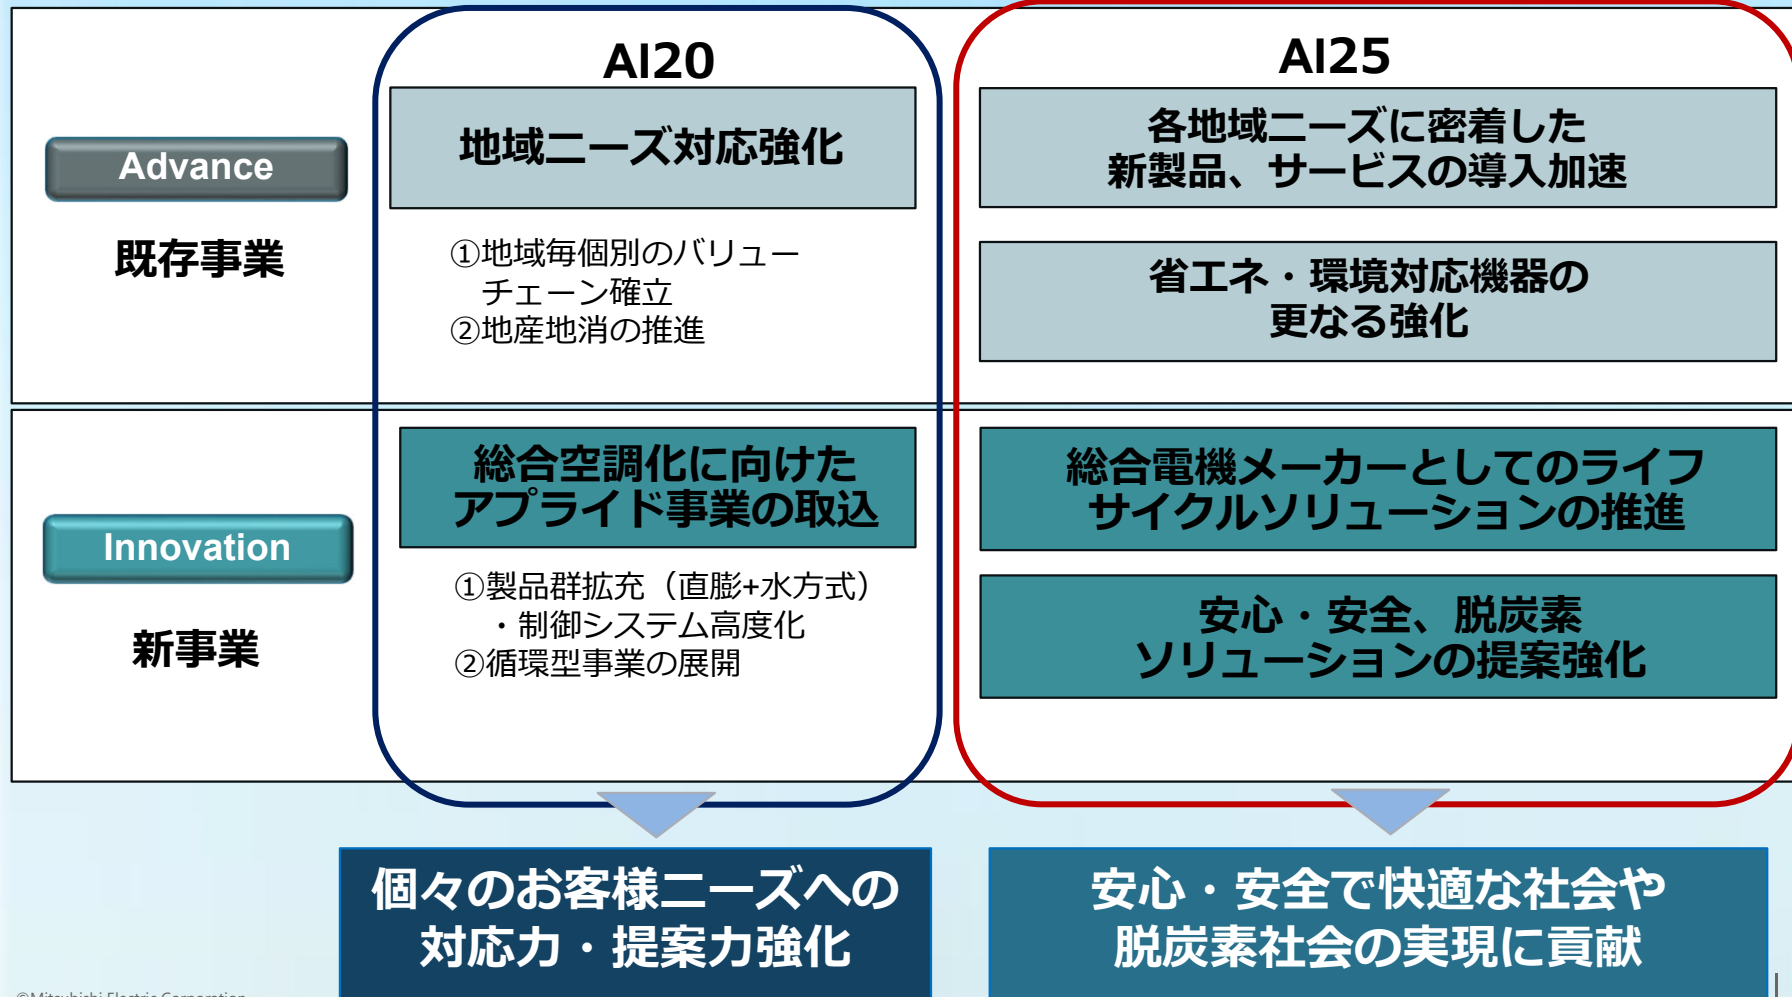 AI20
AI25
Advance
既存事業
地域ニーズ対応強化
①地域毎個別のバリュー
チェーン確立
②地産地消の推進
各地域ニーズに密着した
新製品、サービスの導入加速
省エネ・環境対応機器の
更なる強化
Innovation
新事業
総合空調化に向けた
アプライド事業の取込
①製品群拡充（直膨+水方式）
・制御システム高度化
②循環型事業の展開
総合電機メーカーとしてのライフ
サイクルソリューションの推進
安心・安全、脱炭素
ソリューションの提案強化
個々のお客様ニーズへの
対応力・提案力強化
安心・安全で快適な社会や
脱炭素社会の実現に貢献
©Mitsubishi Electric Corporation